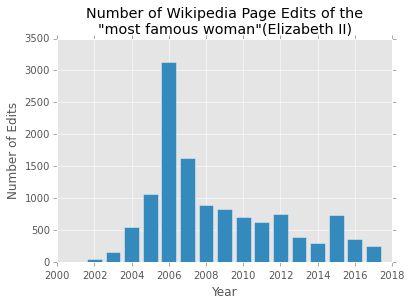 Number of Wikipedia Page Edits of the
"most famous woman"(Elizabeth II)
3500
3000
2500
2000
1500
1000
500
0
Number of Edits
2000 2002 2004 2006 2008 2010 2012 2014 2016 2018
Year